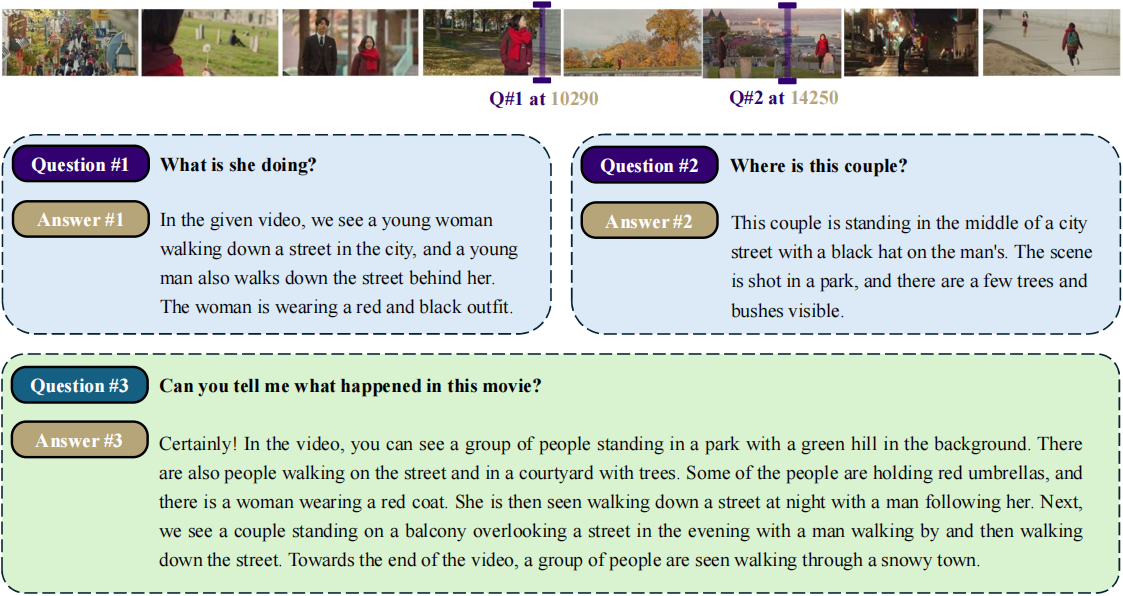 Q#1 at 10290
Q#2 at 14250
Question #1
What is she doing?
Answer #1
In the given video, we see a young woman
walking down a street in the city, and a young
man also walks down the street behind her.
The woman is wearing a red and black outfit.
Question #2
Where is this couple?
Answer #2
This couple is standing in the middle of a city
street with a black hat on the man's. The scene
is shot in a park, and there are a few trees and
bushes visible.
Question #3
Can you tell me what happened in this movie?
Answer #3
Certainly! In the video, you can see a group of people standing in a park with a green hill in the background. There
are also people walking on the street and in a courtyard with trees. Some of the people are holding red umbrellas, and
there is a woman wearing a red coat. She is then seen walking down a street at night with a man following her. Next,
we see a couple standing on a balcony overlooking a street in the evening with a man walking by and then walking
down the street. Towards the end of the video, a group of people are seen walking through a snowy town.